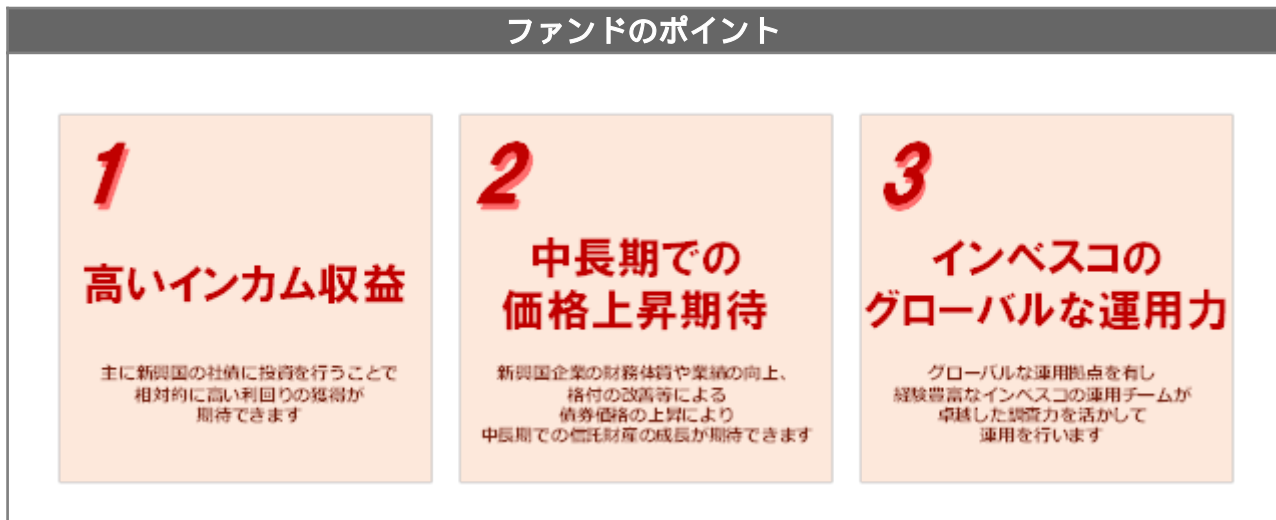 ファンドのポイント
1
高いインカム収益
主に新興国の社債に投資を行うことで
相対的に高い利回りの獲得が
期待できます
2
中長期での
価格上昇期待
新興国企業の財務体質や業績の向上、
格付の改善等による
債券価格の上昇により
中長期での信託財産の成長が期待できます
3
インベスコの
グローバルな運用力
グローバルな運用拠点を有し
経験豊富なインベスコの運用チームが
卓越した調査力を活かして
運用を行います